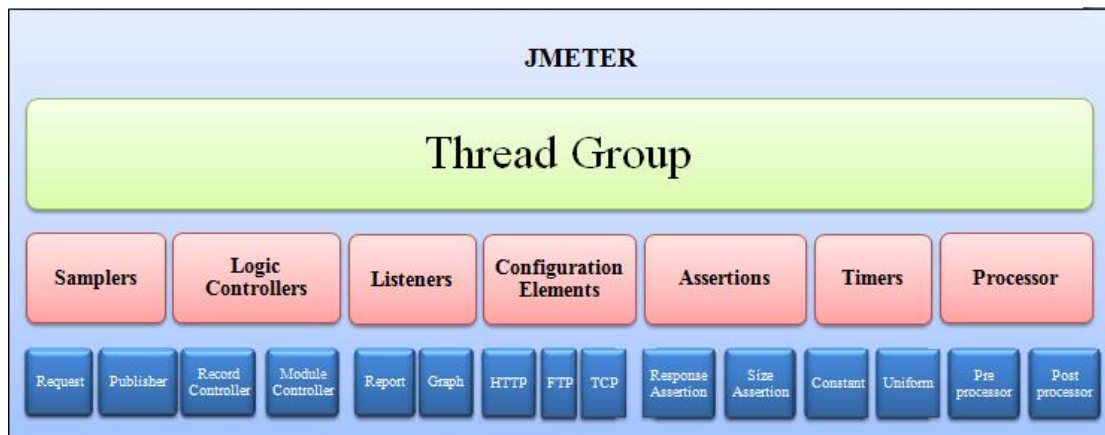 JMETER
Thread Group
Samplers
Logic
Controllers
Listeners
Configuration
Elements
Assertions
Timers
Processor
Request
Publisher
Record
Controller
Module
Controller
Report
Graph
HTTP
FTP
TCP
Response
Assertion
Size
Assertion
Constant
Uniform
Pre
processor
Post
processor